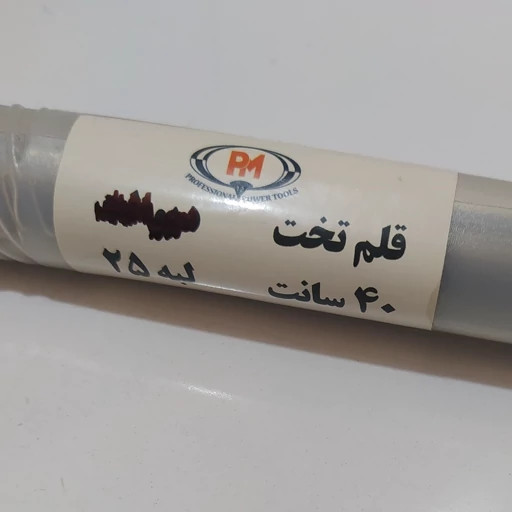 PM
PROFESSIONAL POWER TOOLS
قلم تخت
۴۰ سانت لبه ۲۵